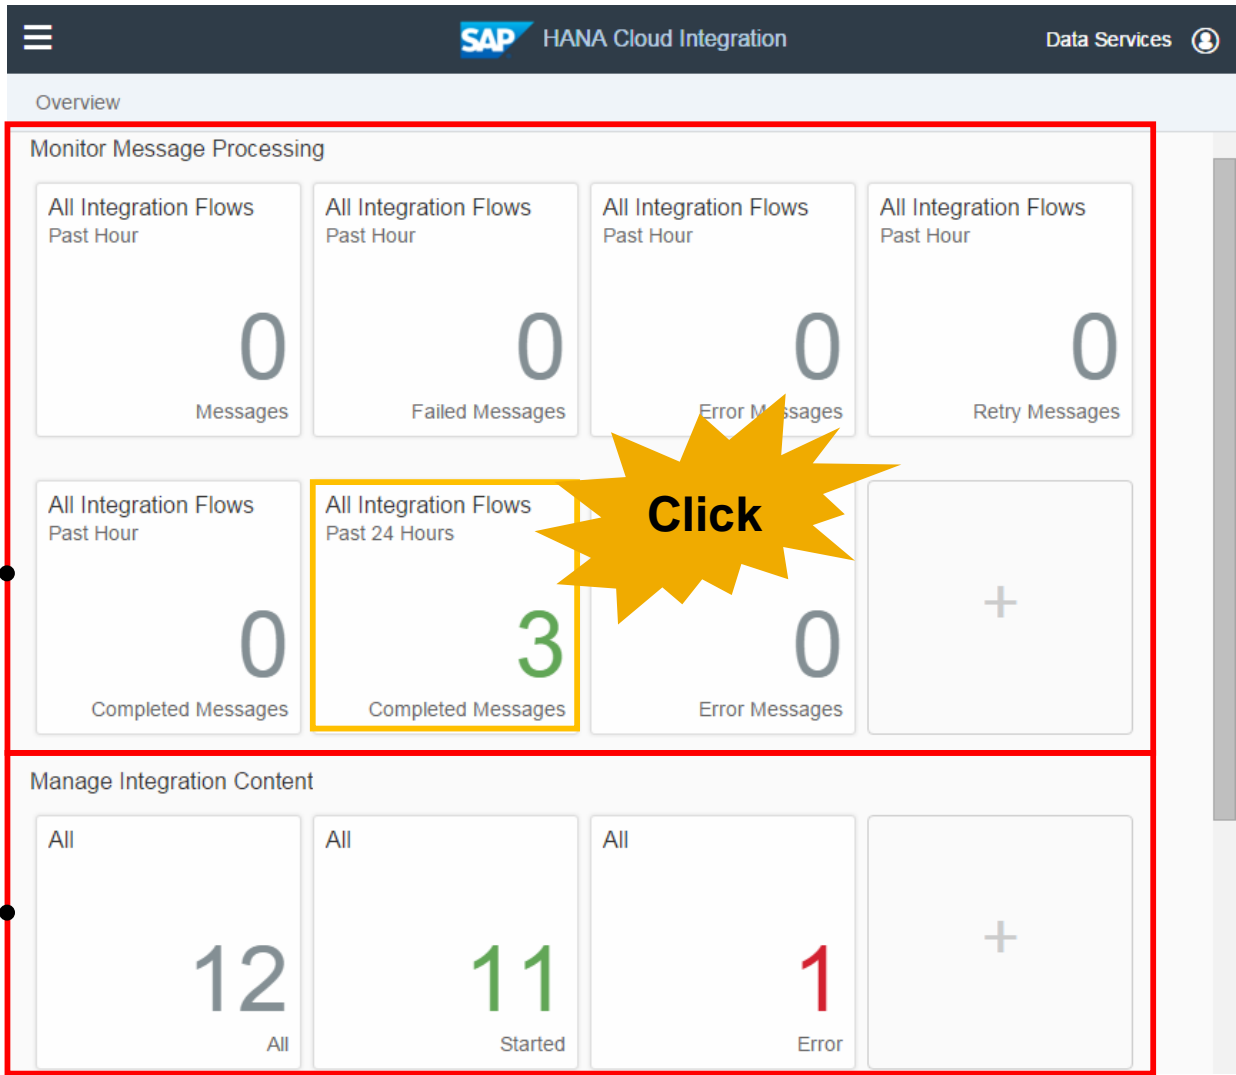 SAP HANA Cloud Integration Data Services
Overview
Monitor Message Processing
All Integration Flows
Past Hour
0
Messages
All Integration Flows
Past Hour
0
Failed Messages
All Integration Flows
Past Hour
0
Error Messages
All Integration Flows
Past Hour
0
Retry Messages
All Integration Flows
Past Hour
0
Completed Messages
All Integration Flows
Past 24 Hours
3
Completed Messages
Click
0
Error Messages
+
Manage Integration Content
All
12
All
All
11
Started
All
1
Error
+